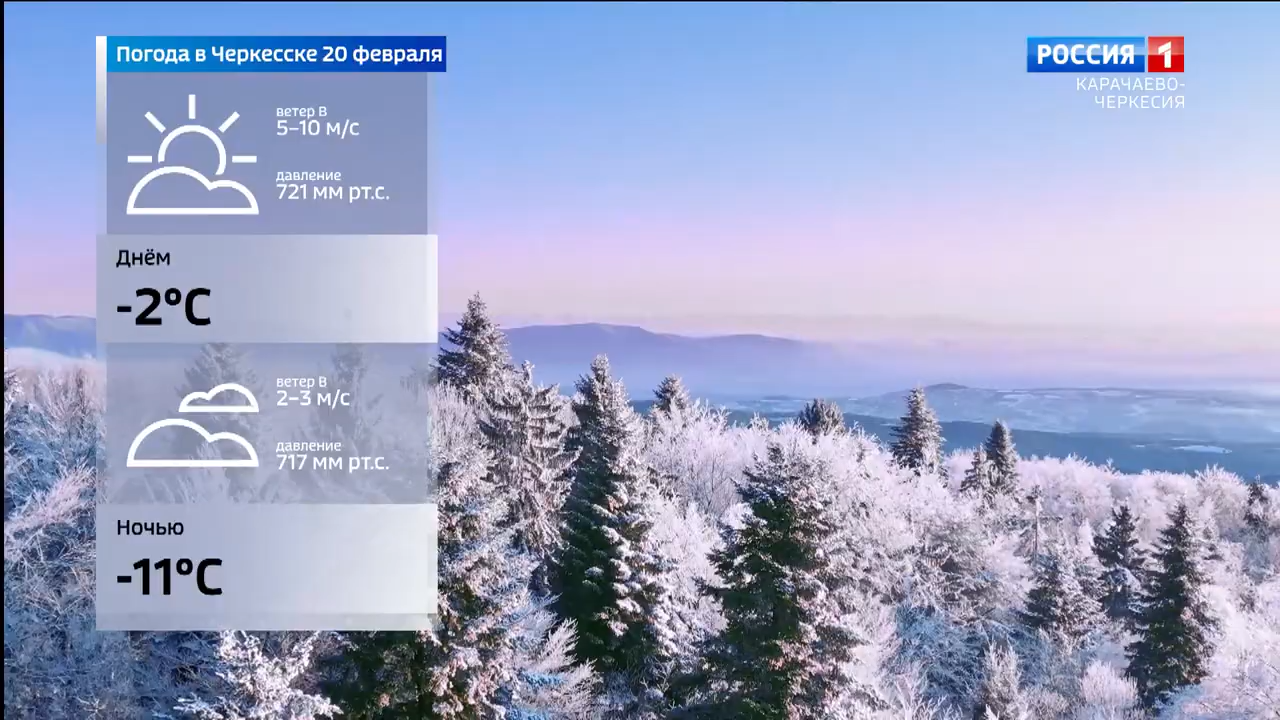 Погода в Черкесске 20 февраля
ветер В
5–10 м/с
давление
721 мм рт.с.
Днём
-2°C
ветер В
2–3 м/с
давление
717 мм рт.с.
Ночью
-11°C
РОССИЯ 1
КАРАЧАЕВО-
ЧЕРКЕСИЯ